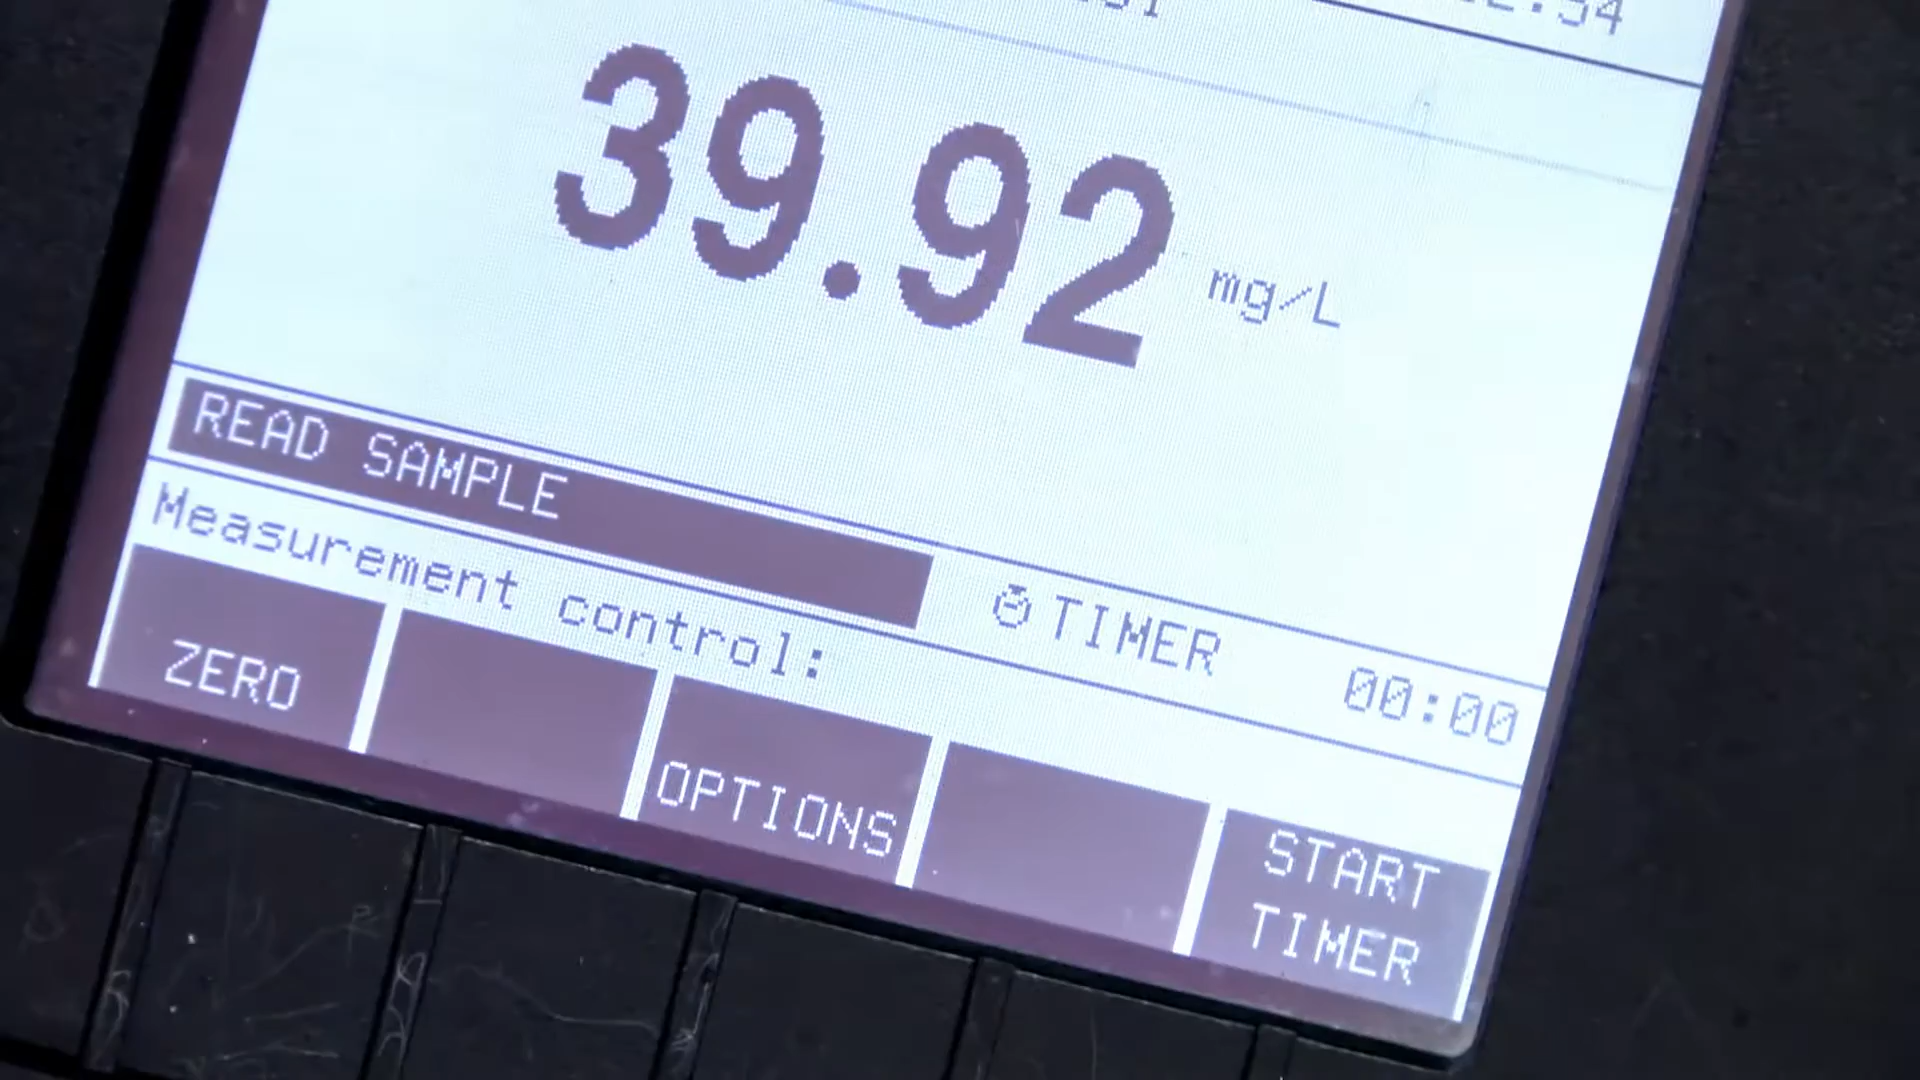 39.92 mg/L
READ SAMPLE
TIMER 00:00
Measurement control:
ZERO
OPTIONS
START
TIMER